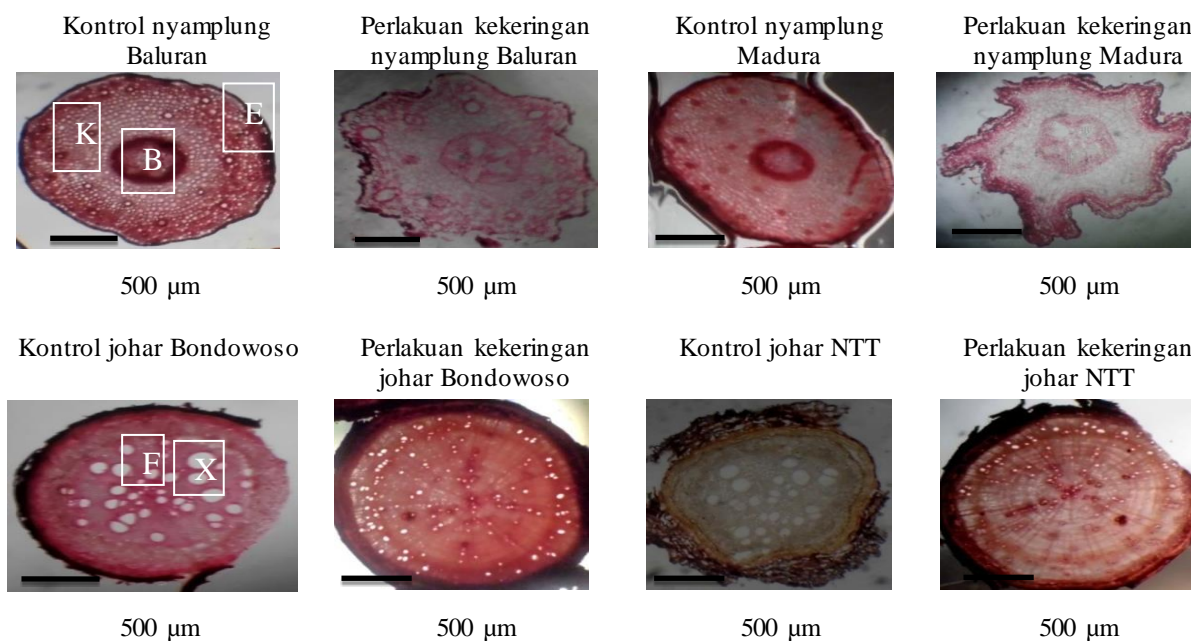 Kontrol nyamplung
Baluran
Perlakuan kekeringan
nyamplung Baluran
Kontrol nyamplung
Madura
Perlakuan kekeringan
nyamplung Madura
K
B
E
500 µm
500 µm
500 µm
500 µm
Kontrol johar Bondowoso
Perlakuan kekeringan
johar Bondowoso
Kontrol johar NTT
Perlakuan kekeringan
johar NTT
F
X
500 µm
500 µm
500 µm
500 µm